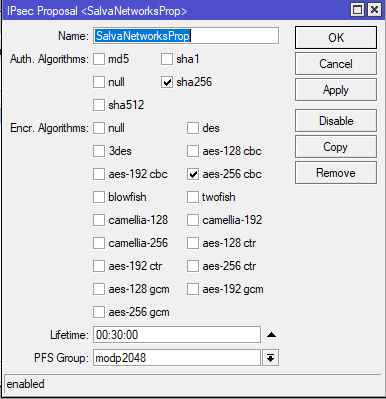 IPsec Proposal <SalvaNetworksProp>
Name: SalvaNetworksProp OK
Auth. Algorithms: md5 sha1 Cancel
null sha256 Apply
sha512
Encr. Algorithms: null des Disable
3des aes-128 cbc Copy
aes-192 cbc aes-256 cbc Remove
blowfish twofish
camellia-128 camellia-192
camellia-256 aes-128 ctr
aes-192 ctr aes-256 ctr
aes-128 gcm aes-192 gcm
aes-256 gcm
Lifetime: 00:30:00
PFS Group: modp2048
enabled